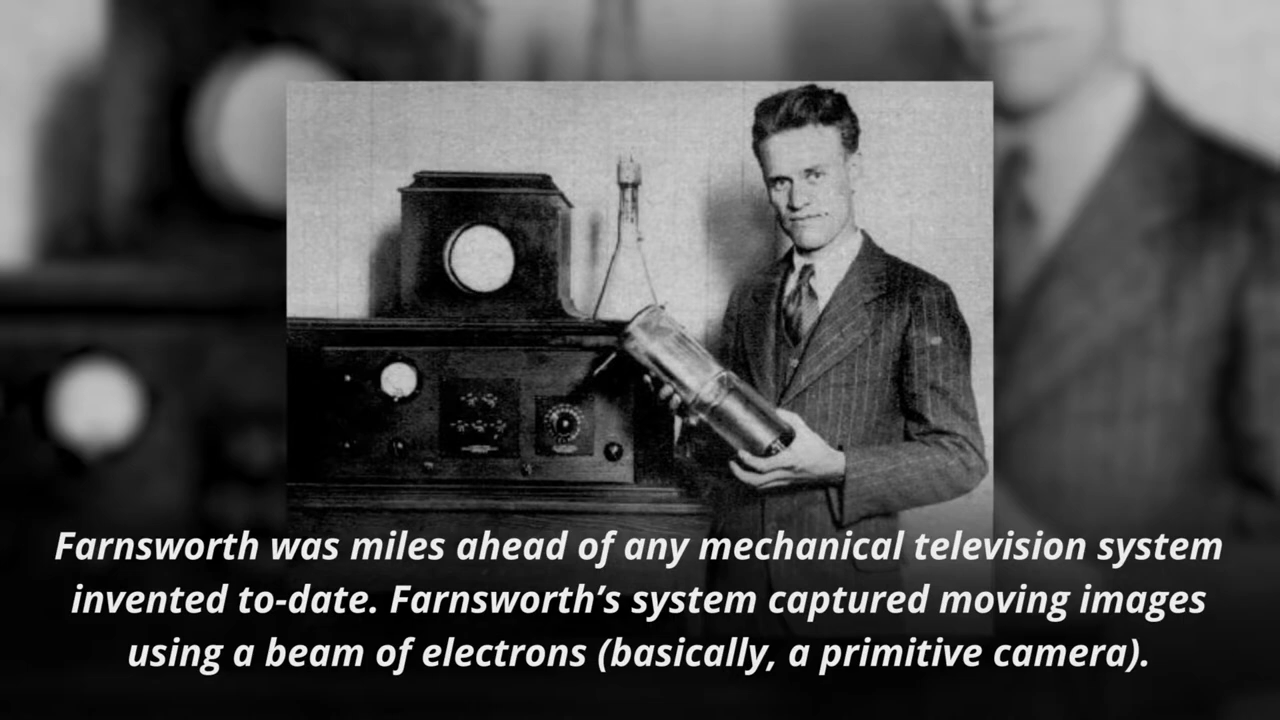 Farnsworth was miles ahead of any mechanical television system
invented to-date. Farnsworth’s system captured moving images
using a beam of electrons (basically, a primitive camera).